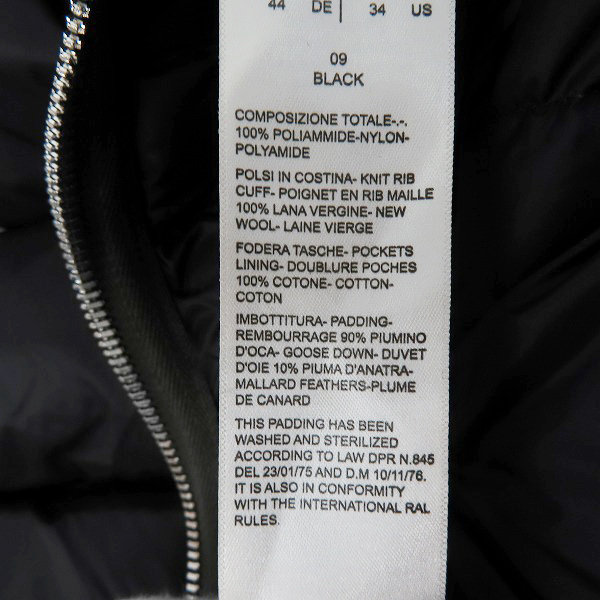 44 DE | 34 US
09
BLACK
COMPOSIZIONE TOTALE-.-.
100% POLIAMMIDE-NYLON-
POLYAMIDE
POLSI IN COSTINA- KNIT RIB
CUFF- POIGNET EN RIB MAILLE
100% LANA VERGINE- NEW
WOOL- LAINE VIERGE
FODERA TASCHE- POCKETS
LINING- DOUBLURE POCHES
100% COTONE- COTTON-
COTON
IMBOTTITURA- PADDING-
REMBOURRAGE 90% PIUMINO
D'OCA- GOOSE DOWN- DUVET
D'OIE 10% PIUMA D'ANATRA-
MALLARD FEATHERS-PLUME
DE CANARD
THIS PADDING HAS BEEN
WASHED AND STERILIZED
ACCORDING TO LAW DPR N.845
DEL 23/01/75 AND D.M 10/11/76.
IT IS ALSO IN CONFORMITY
WITH THE INTERNATIONAL RAL
RULES.